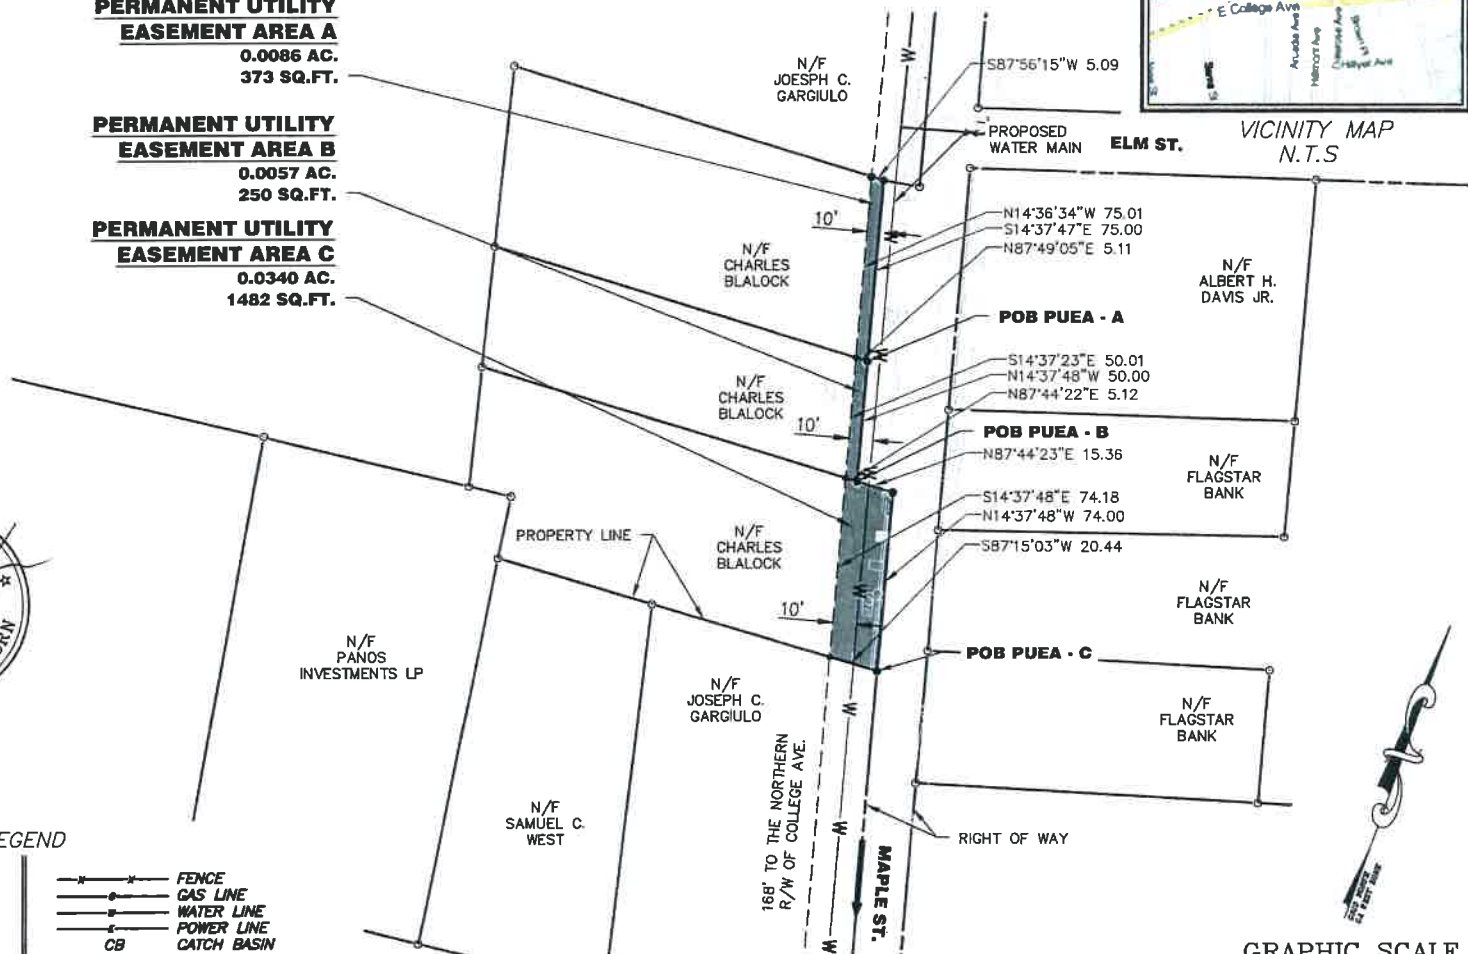 PERMANENT UTILITY
EASEMENT AREA A
0.0086 AC.
373 SQ.FT.
PERMANENT UTILITY
EASEMENT AREA B
0.0057 AC.
250 SQ.FT.
PERMANENT UTILITY
EASEMENT AREA C
0.0340 AC.
1482 SQ.FT.
N/F
JOESPH C.
GARGIULO
W
S87°56'15"W 5.09
PROPOSED
WATER MAIN
ELM ST.
E College Ave
Hillyer Ave
VICINITY MAP
N.T.S
10'
N/F
CHARLES
BLALOCK
W
N14°36'34"W 75.01
S14°37'47"E 75.00
N87°49'05"E 5.11
N/F
ALBERT H.
DAVIS JR.
POB PUEA - A
W
S14°37'23"E 50.01
N14°37'48"W 50.00
N87°44'22"E 5.12
N/F
CHARLES
BLALOCK
10'
POB PUEA - B
W
N87°44'23"E 15.36
N/F
FLAGSTAR
BANK
S14°37'48"E 74.18
N14°37'48"W 74.00
S87°15'03"W 20.44
PROPERTY LINE
N/F
CHARLES
BLALOCK
W
10'
N/F
FLAGSTAR
BANK
POB PUEA - C
N/F
PANOS
INVESTMENTS LP
N/F
JOSEPH C.
GARGIULO
W
N/F
FLAGSTAR
BANK
168' TO THE NORTHERN
R/W OF COLLEGE AVE.
W
RIGHT OF WAY
N/F
SAMUEL C.
WEST
MAPLE ST.
W
EGEND
FENCE
GAS LINE
WATER LINE
POWER LINE
CB CATCH BASIN
GRAPHIC SCALE